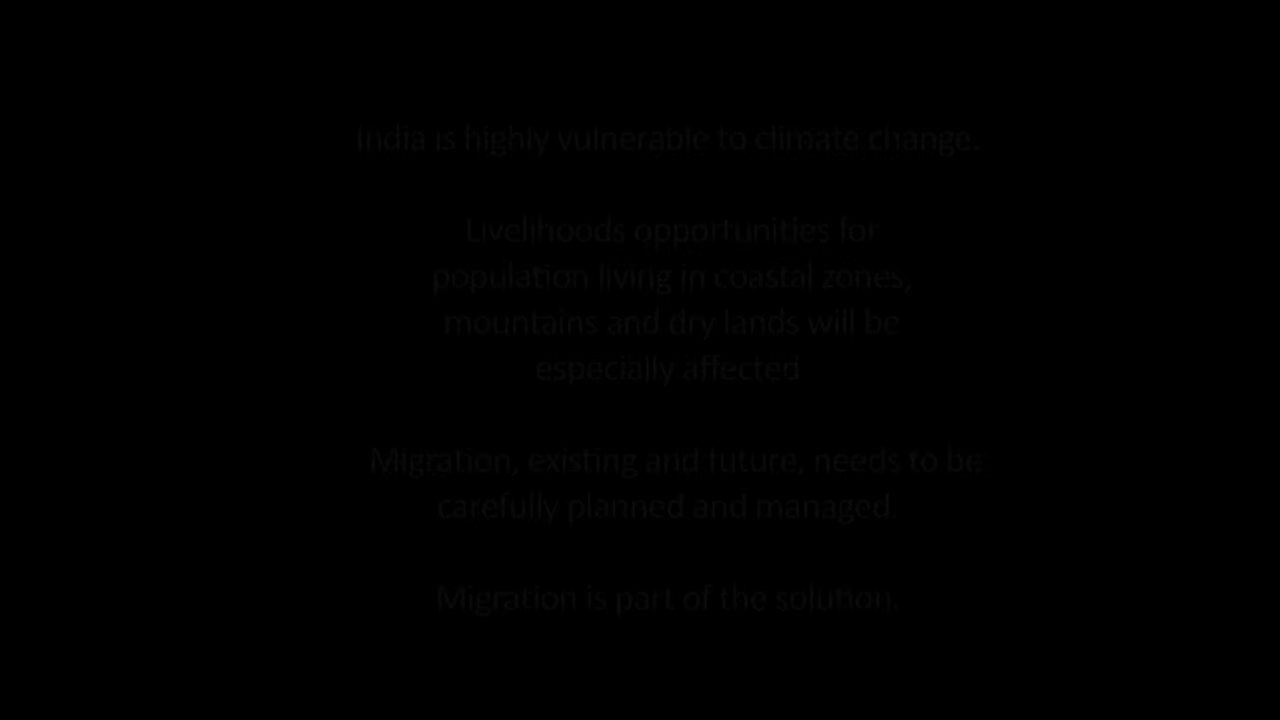 India is highly vulnerable to climate change.
Livelihoods opportunities for
population living in coastal zones,
mountains and dry lands will be
especially affected
Migration, existing and future, needs to be
carefully planned and managed.
Migration is part of the solution.